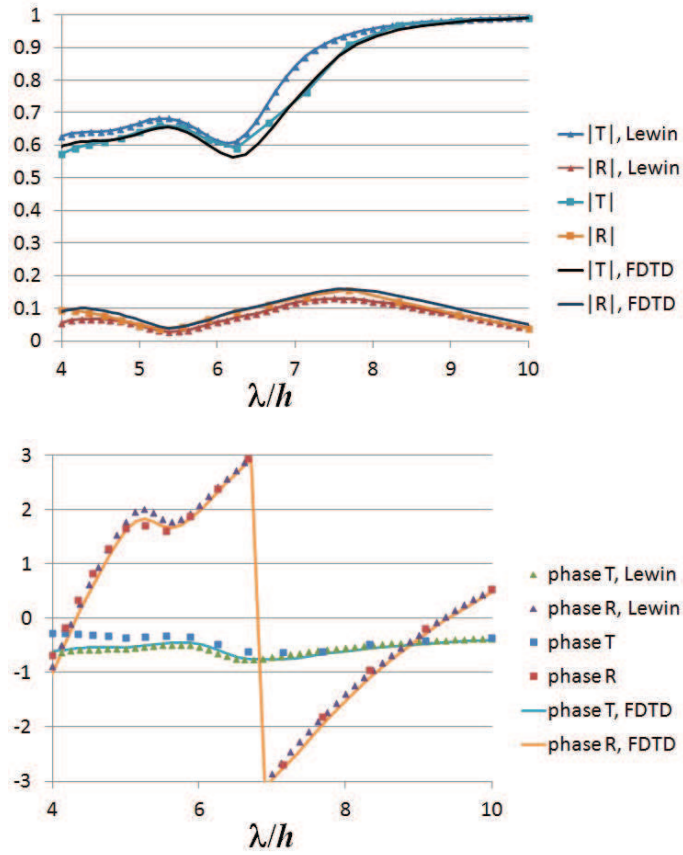 1
0.9
0.8
0.7
0.6
0.5
0.4
0.3
0.2
0.1
0
4 5 6 7 8 9 10
λ/h
|T|, Lewin
|R|, Lewin
|T|
|R|
|T|, FDTD
|R|, FDTD
3
2
1
0
-1
-2
-3
4 6 8 10
λ/h
phase T, Lewin
phase R, Lewin
phase T
phase R
phase T, FDTD
phase R, FDTD